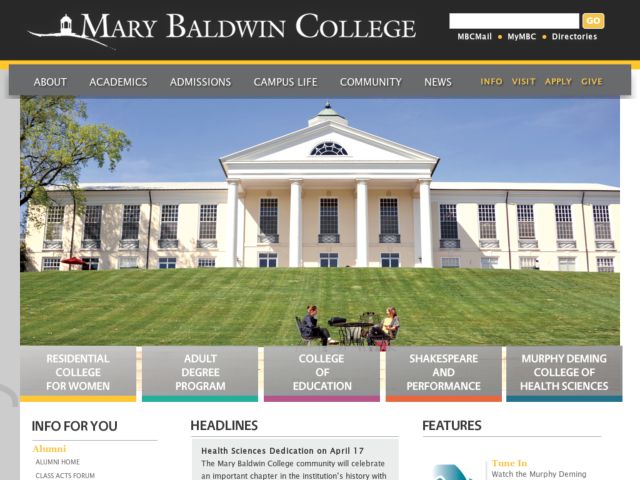 MARY BALDWIN COLLEGE
GO
MBCMail • MyMBC • Directories
ABOUT ACADEMICS ADMISSIONS CAMPUS LIFE COMMUNITY NEWS INFO VISIT APPLY GIVE
RESIDENTIAL
COLLEGE
FOR WOMEN
ADULT
DEGREE
PROGRAM
COLLEGE
OF
EDUCATION
SHAKESPEARE
AND
PERFORMANCE
MURPHY DEMING
COLLEGE OF
HEALTH SCIENCES
INFO FOR YOU
Alumni
ALUMNI HOME
CLASS ACTS FORUM
HEADLINES
Health Sciences Dedication on April 17
The Mary Baldwin College community will celebrate
an important chapter in the institution's history with
FEATURES
Tune In
Watch the Murphy Deming